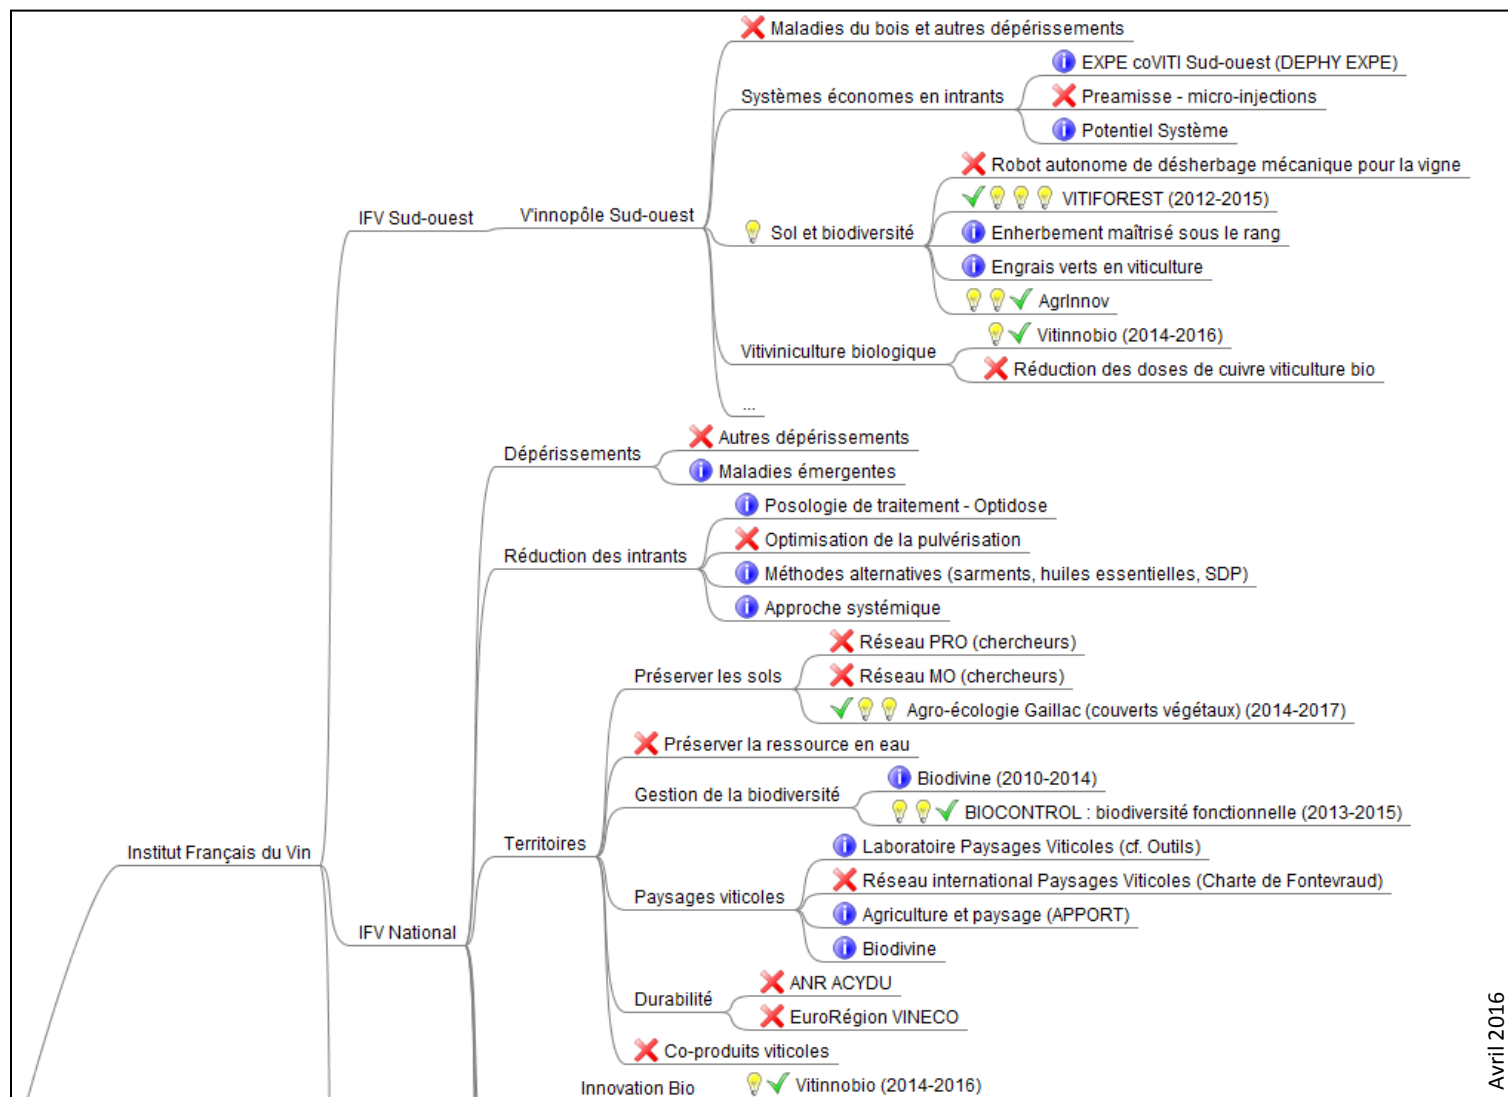 Maladies du bois et autres dépérissements
EXPE coVITI Sud-ouest (DEPHY EXPE)
Systèmes économes en intrants
Preamisse - micro-injections
Potentiel Système
Robot autonome de désherbage mécanique pour la vigne
VITIFOREST (2012-2015)
IFV Sud-ouest
V'innopôle Sud-ouest
Sol et biodiversité
Enherbement maîtrisé sous le rang
Engrais verts en viticulture
AgrInnov
Vitinnobio (2014-2016)
Vitiviniculture biologique
Réduction des doses de cuivre viticulture bio
...
Autres dépérissements
Dépérissements
Maladies émergentes
Posologie de traitement - Optidose
Optimisation de la pulvérisation
Réduction des intrants
Méthodes alternatives (sarments, huiles essentielles, SDP)
Approche systémique
Réseau PRO (chercheurs)
Préserver les sols
Réseau MO (chercheurs)
Agro-écologie Gaillac (couverts végétaux) (2014-2017)
Préserver la ressource en eau
Biodivine (2010-2014)
Gestion de la biodiversité
BIOCONTROL : biodiversité fonctionnelle (2013-2015)
Territoires
Institut Français du Vin
Laboratoire Paysages Viticoles (cf. Outils)
Réseau international Paysages Viticoles (Charte de Fontevraud)
Paysages viticoles
Agriculture et paysage (APPORT)
IFV National
Biodivine
ANR ACYDU
Durabilité
EuroRégion VINECO
Co-produits viticoles
Innovation Bio
Vitinnobio (2014-2016)
Avril 2016